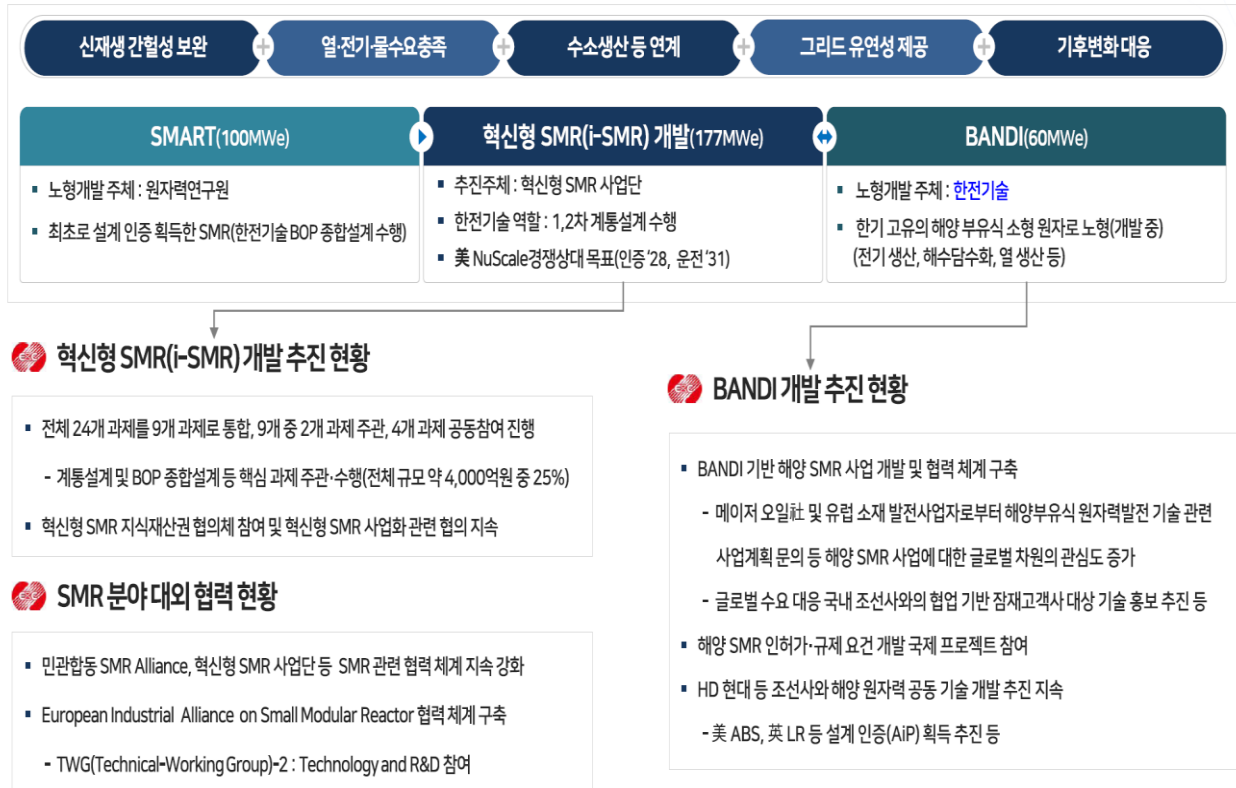 신재생 간헐성 보완 + 열·전기·물수요충족 + 수소생산 등 연계 + 그리드 유연성 제공 + 기후변화 대응
SMART(100MWe)
▪ 노형개발 주체 : 원자력연구원
▪ 최초로 설계 인증 획득한 SMR(한전기술 BOP 종합설계 수행)
혁신형 SMR(i-SMR) 개발(177MWe)
▪ 추진주체 : 혁신형 SMR 사업단
▪ 한전기술 역할 : 1,2차 계통설계 수행
▪ 美 NuScale경쟁상대 목표(인증 ‘28, 운전 ’31)
BANDI(60MWe)
▪ 노형개발 주체 : 한전기술
▪ 한기 고유의 해양 부유식 소형 원자로 노형(개발 중)
(전기 생산, 해수담수화, 열 생산 등)
혁신형 SMR(i-SMR) 개발 추진 현황
▪ 전체 24개 과제를 9개 과제로 통합, 9개 중 2개 과제 주관, 4개 과제 공동참여 진행
- 계통설계 및 BOP 종합설계 등 핵심 과제 주관·수행(전체 규모 약 4,000억원 중 25%)
▪ 혁신형 SMR 지식재산권 협의체 참여 및 혁신형 SMR 사업화 관련 협의 지속
SMR 분야 대외 협력 현황
▪ 민관합동 SMR Alliance, 혁신형 SMR 사업단 등 SMR 관련 협력 체계 지속 강화
▪ European Industrial Alliance on Small Modular Reactor 협력 체계 구축
- TWG(Technical-Working Group)-2 : Technology and R&D 참여
BANDI 개발 추진 현황
▪ BANDI 기반 해양 SMR 사업 개발 및 협력 체계 구축
- 메이저 오일社 및 유럽 소재 발전사업자로부터 해양부유식 원자력발전 기술 관련
사업계획 문의 등 해양 SMR 사업에 대한 글로벌 차원의 관심도 증가
- 글로벌 수요 대응 국내 조선사와의 협업 기반 잠재고객사 대상 기술 홍보 추진 등
▪ 해양 SMR 인허가·규제 요건 개발 국제 프로젝트 참여
▪ HD 현대 등 조선사와 해양 원자력 공동 기술 개발 추진 지속
- 美 ABS, 英 LR 등 설계 인증(AiP) 획득 추진 등